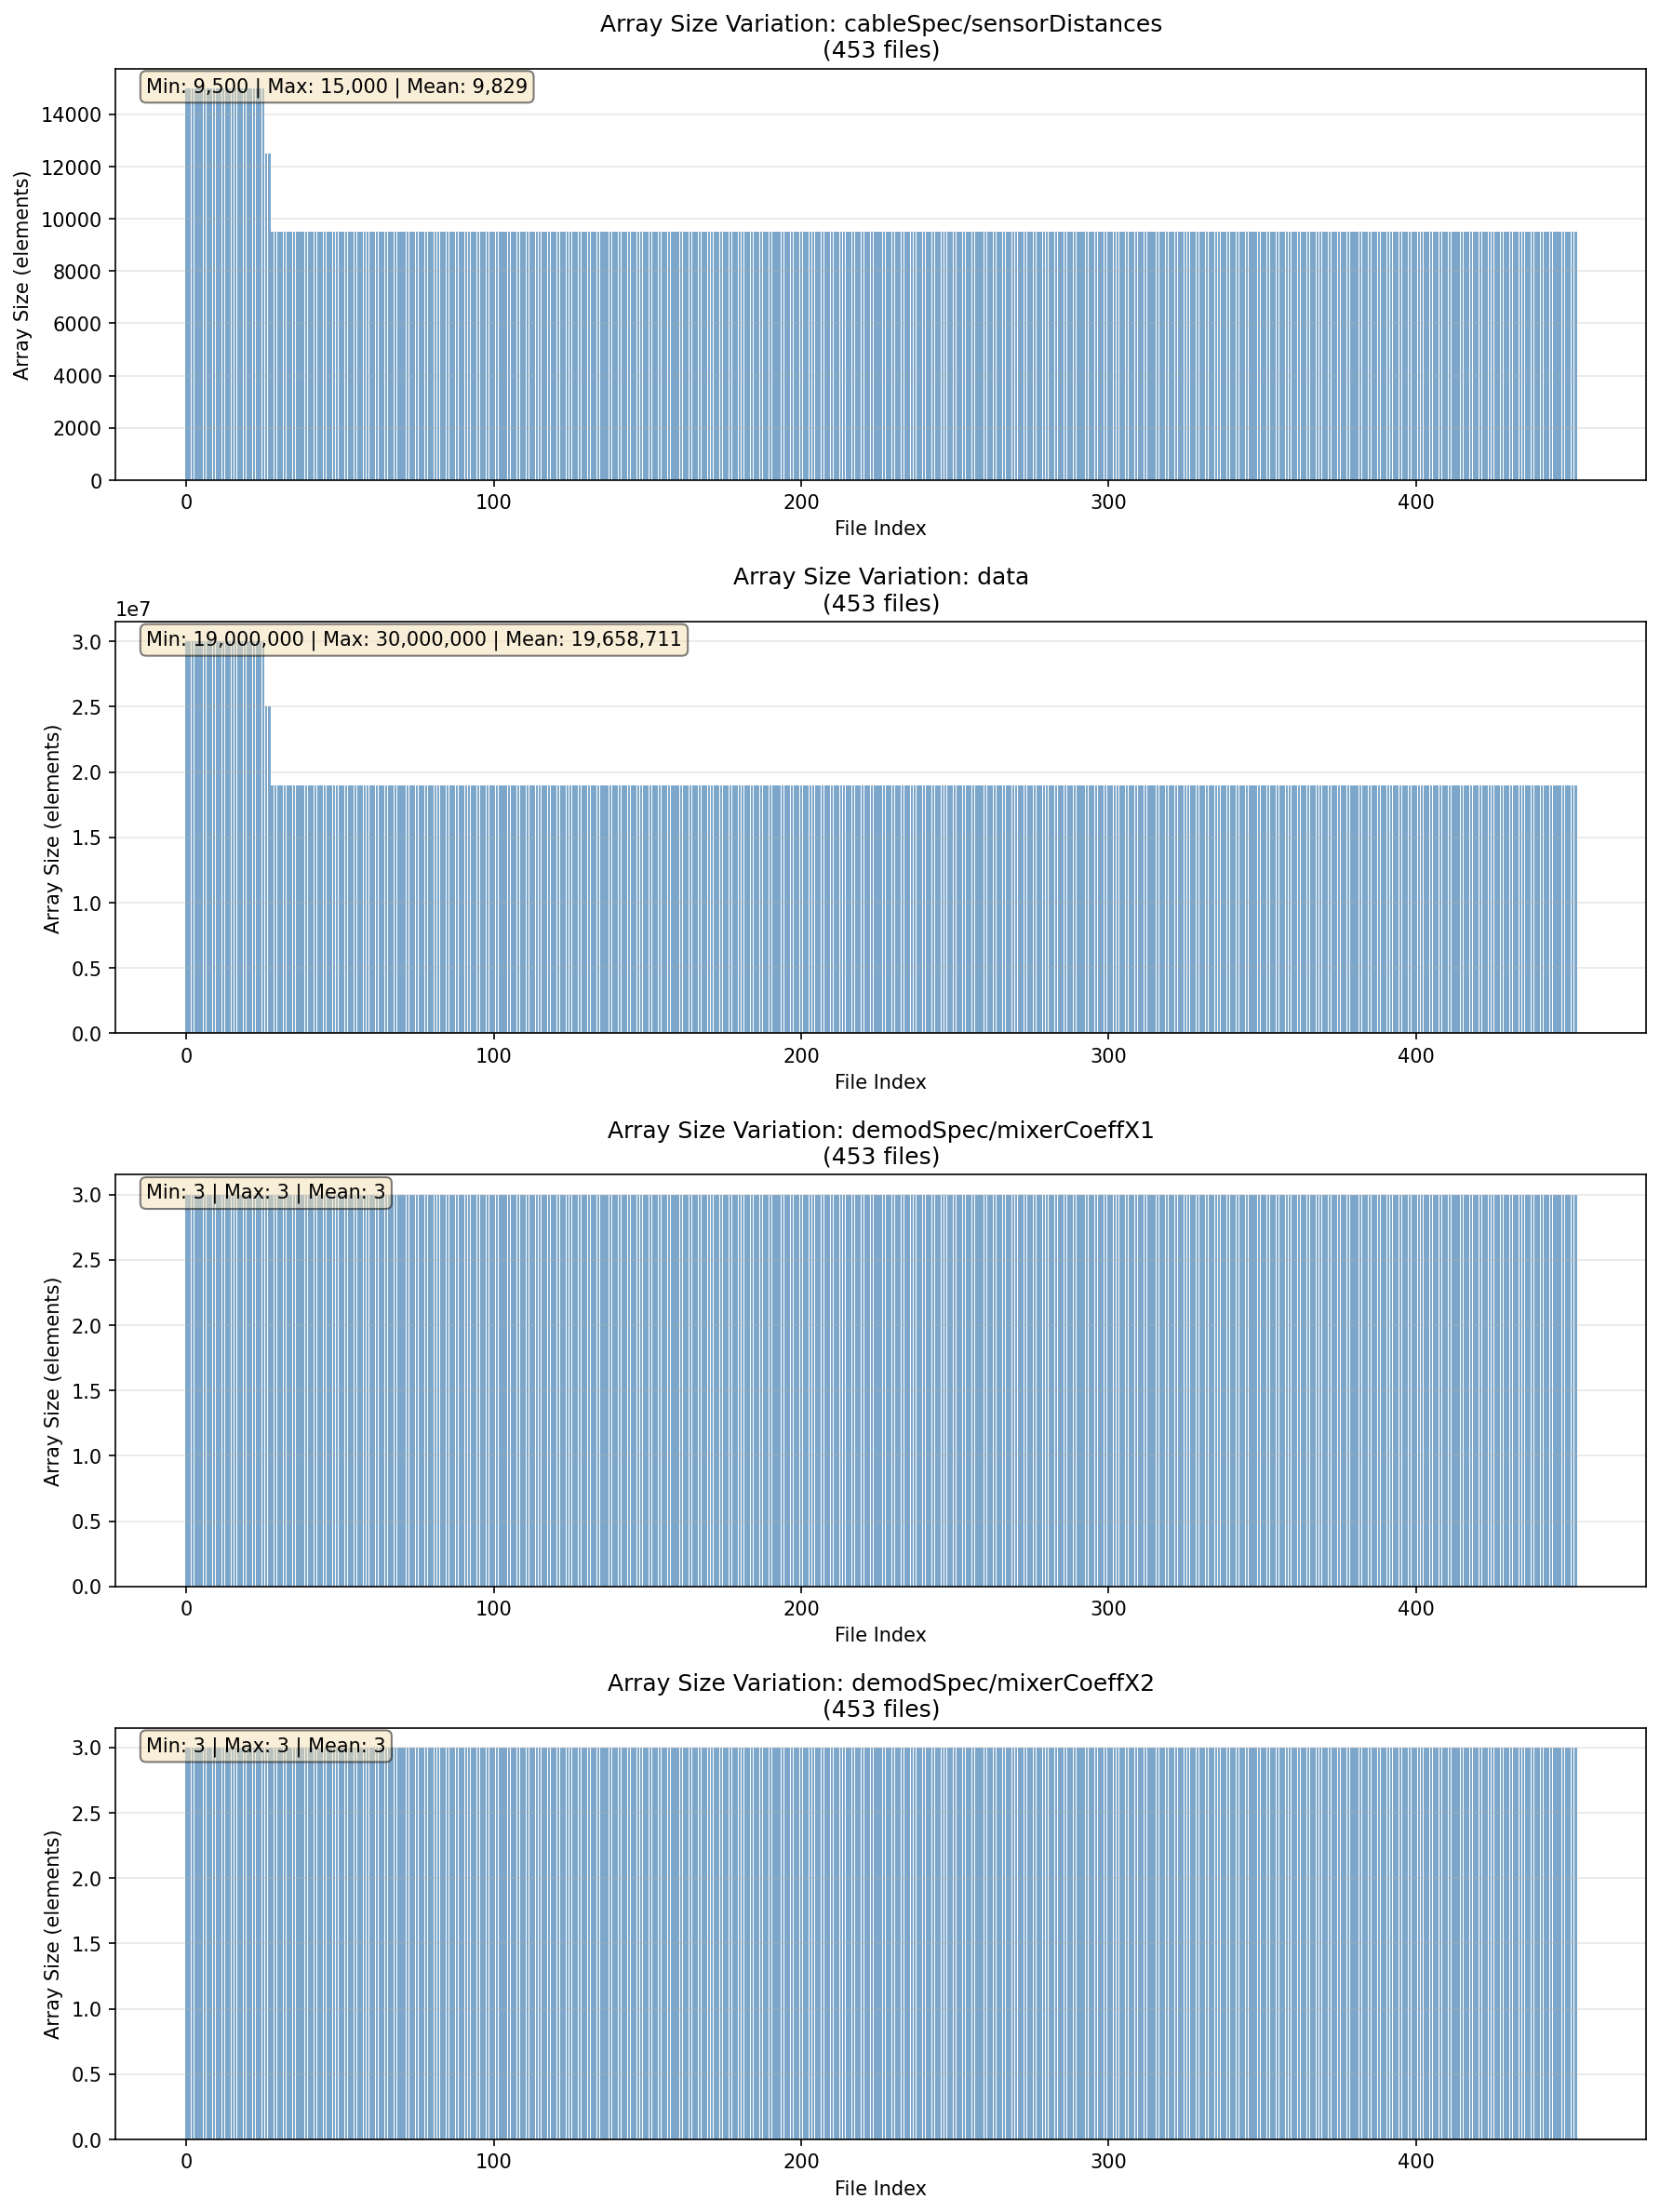 Array Size Variation: cableSpec/sensorDistances
(453 files)
Min: 9,500 | Max: 15,000 | Mean: 9,829
14000
12000
10000
8000
6000
4000
2000
0
Array Size (elements)
0 100 200 300 400
File Index
Array Size Variation: data
(453 files)
1e7
Min: 19,000,000 | Max: 30,000,000 | Mean: 19,658,711
3.0
2.5
2.0
1.5
1.0
0.5
0.0
Array Size (elements)
0 100 200 300 400
File Index
Array Size Variation: demodSpec/mixerCoeffX1
(453 files)
Min: 3 | Max: 3 | Mean: 3
3.0
2.5
2.0
1.5
1.0
0.5
0.0
Array Size (elements)
0 100 200 300 400
File Index
Array Size Variation: demodSpec/mixerCoeffX2
(453 files)
Min: 3 | Max: 3 | Mean: 3
3.0
2.5
2.0
1.5
1.0
0.5
0.0
Array Size (elements)
0 100 200 300 400
File Index